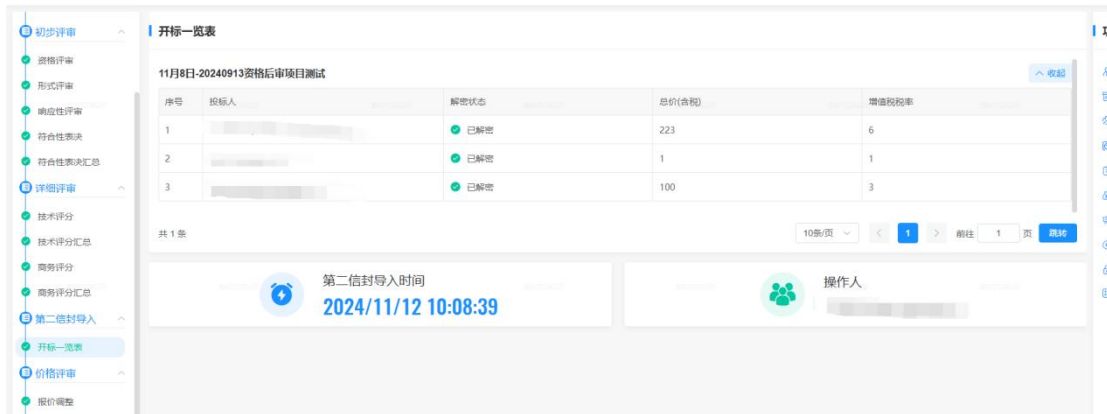 初步评审
资格评审
形式评审
响应性评审
符合性表决
符合性表决汇总
详细评审
技术评分
技术评分汇总
商务评分
商务评分汇总
第二信封导入
开标一览表
价格评审
报价调整
开标一览表
11月8日-20240913资格后审项目测试
收起
序号 投标人 解密状态 总价(含税) 增值税税率
1 已解密 223 6
2 已解密 1 1
3 已解密 100 3
共 1 条
10条/页 1 前往 1 页 跳转
第二信封导入时间
2024/11/12 10:08:39
操作人